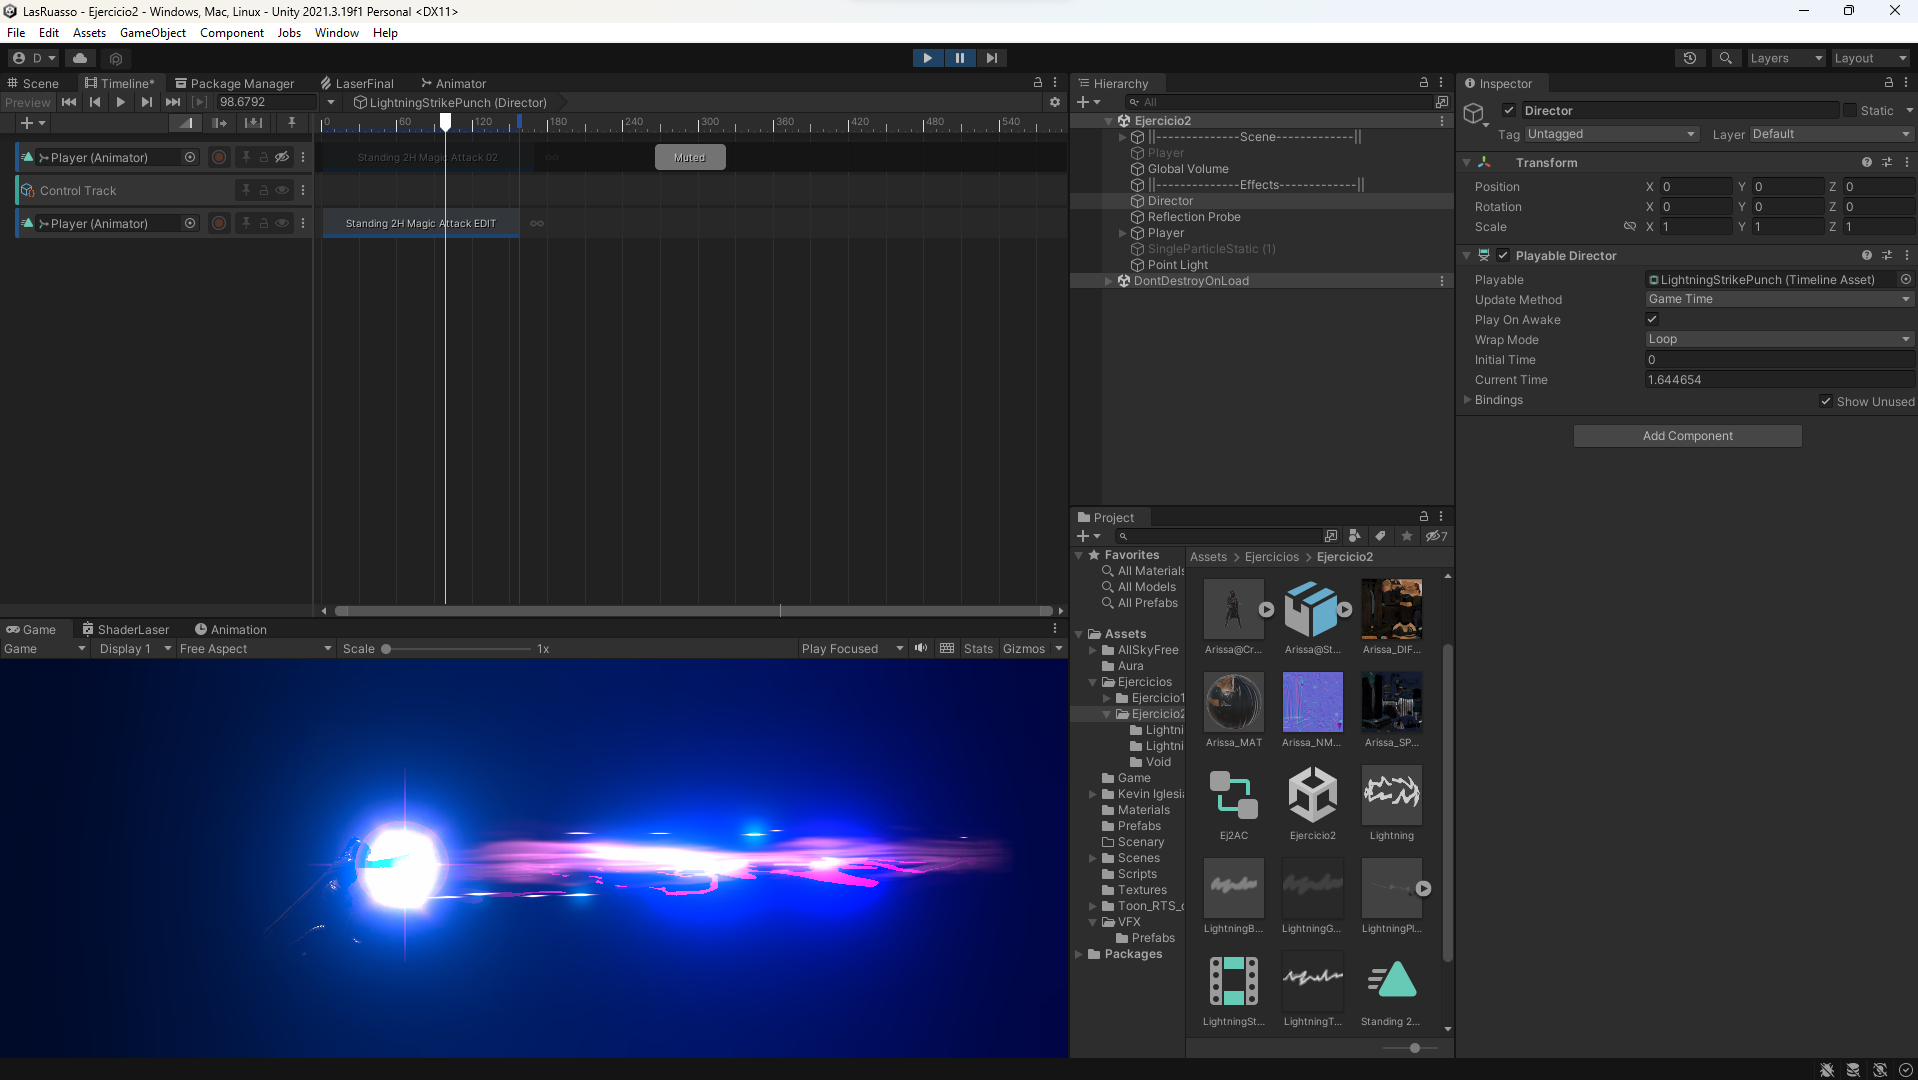 LasRuasso - Ejercicio2 - Windows, Mac, Linux - Unity 2021.3.19f1 Personal <DX11>
File Edit Assets GameObject Component Jobs Window Help
D Layers Layout
Scene Timeline* Package Manager LaserFinal Animator
Preview 98.6792 LightningStrikePunch (Director)
0 60 120 180 240 300 360 420 480 540
Player (Animator) Standing 2H Magic Attack 02 Muted
Control Track
Player (Animator) Standing 2H Magic Attack EDIT
Game ShaderLaser Animation
Game Display 1 Free Aspect Scale 1x Play Focused Stats Gizmos
Hierarchy
All
Ejercicio2
||--------------Scene-------------||
Player
Global Volume
||--------------Effects-------------||
Director
Reflection Probe
Player
SingleParticleStatic (1)
Point Light
DontDestroyOnLoad
Project
7
Favorites
All Materials
All Models
All Prefabs
Assets
AllSkyFree
Aura
Ejercicios
Ejercicio1
Ejercicio2
Lightni
Lightni
Void
Game
Kevin Iglesia
Materials
Prefabs
Scenary
Scenes
Scripts
Textures
Toon_RTS_
VFX
Prefabs
Packages
Assets > Ejercicios > Ejercicio2
Arissa@Cr... Arissa@St... Arissa_DIF...
Arissa_MAT Arissa_NM... Arissa_SP...
Ej2AC Ejercicio2 Lightning
LightningB... LightningG... LightningPl...
LightningSt... LightningT... Standing 2...
Inspector
Director Static
Tag Untagged Layer Default
Transform
Position X 0 Y 0 Z 0
Rotation X 0 Y 0 Z 0
Scale X 1 Y 1 Z 1
Playable Director
Playable LightningStrikePunch (Timeline Asset)
Update Method Game Time
Play On Awake
Wrap Mode Loop
Initial Time 0
Current Time 1.644654
Bindings Show Unused
Add Component